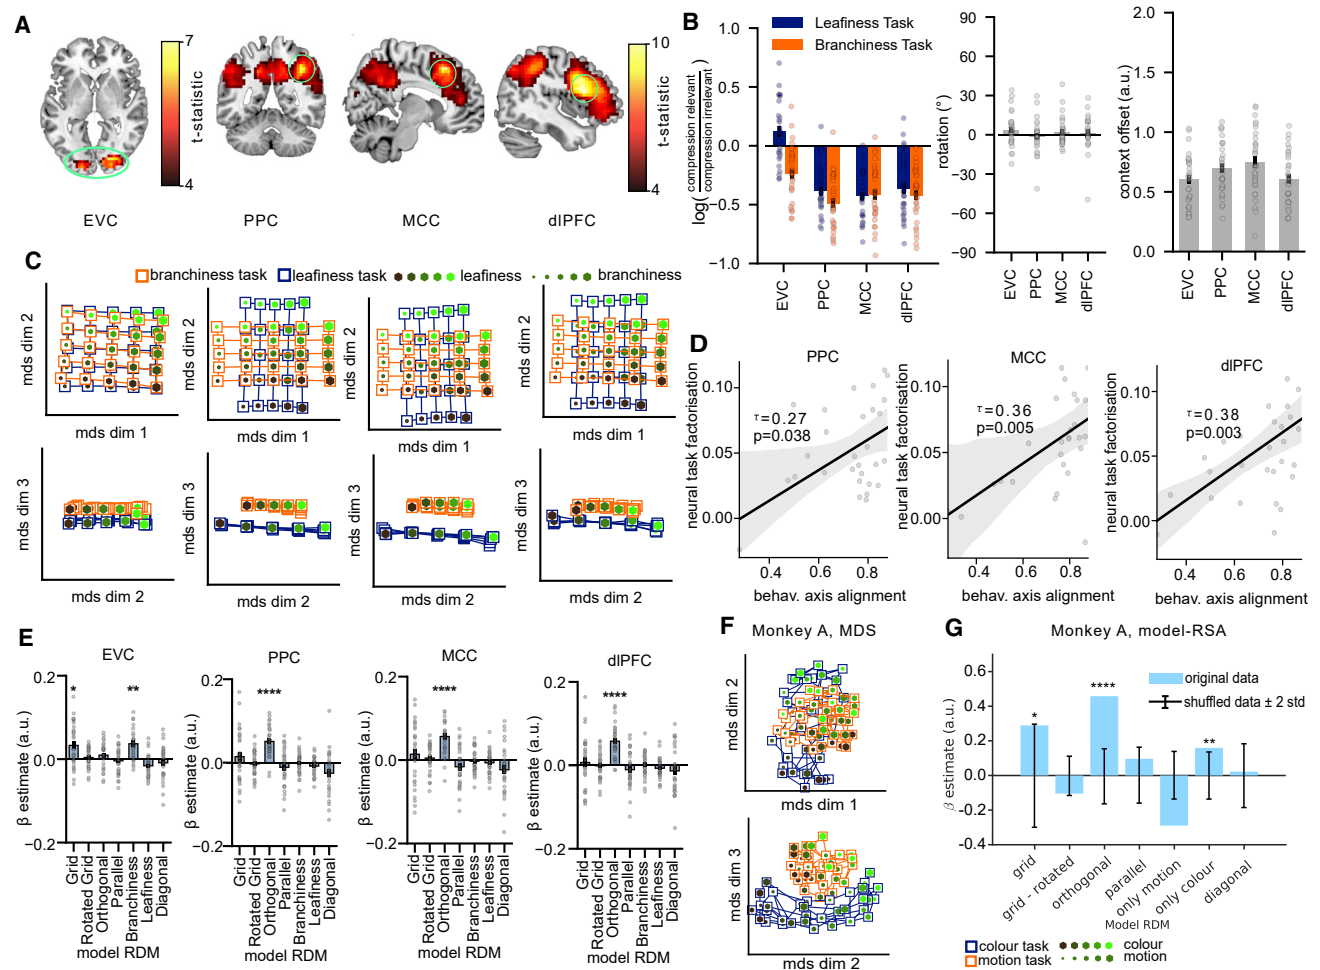 A
7
t-statistic
4
10
t-statistic
4
EVC
PPC
MCC
dlPFC
B
Leafiness Task
Branchiness Task
log(compression relevant / compression irrelevant)
1.0
0.5
0.0
−0.5
−1.0
EVC
PPC
MCC
dlPFC
rotation (°)
90
60
30
0
−30
−60
−90
EVC
PPC
MCC
dlPFC
context offset (a.u.)
2.0
1.5
1.0
0.5
0.0
EVC
PPC
MCC
dlPFC
C
branchiness task
leafiness task
leafiness
branchiness
mds dim 2
mds dim 1
mds dim 2
mds dim 1
mds dim 2
mds dim 1
mds dim 2
mds dim 1
mds dim 3
mds dim 2
mds dim 3
mds dim 2
mds dim 3
mds dim 2
mds dim 3
mds dim 2
D
PPC
neural task factorisation
0.10
0.05
0.00
τ=0.27
p=0.038
0.4
0.6
0.8
behav. axis alignment
MCC
neural task factorisation
0.10
0.05
0.00
τ=0.36
p=0.005
0.4
0.6
0.8
behav. axis alignment
dlPFC
neural task factorisation
0.10
0.05
0.00
τ=0.38
p=0.003
0.4
0.6
0.8
behav. axis alignment
E
EVC
β estimate (a.u.)
0.2
0.0
−0.2
*
**
Grid
Rotated Grid
Orthogonal
Parallel
Branchiness
Leafiness
Diagonal
model RDM
PPC
β estimate (a.u.)
0.2
0.0
−0.2
****
Grid
Rotated Grid
Orthogonal
Parallel
Branchiness
Leafiness
Diagonal
model RDM
MCC
β estimate (a.u.)
0.2
0.0
−0.2
****
Grid
Rotated Grid
Orthogonal
Parallel
Branchiness
Leafiness
Diagonal
model RDM
dlPFC
β estimate (a.u.)
0.2
0.0
−0.2
****
Grid
Rotated Grid
Orthogonal
Parallel
Branchiness
Leafiness
Diagonal
model RDM
F
Monkey A, MDS
mds dim 2
mds dim 1
mds dim 3
mds dim 2
G
Monkey A, model-RSA
original data
shuffled data ± 2 std
β estimate (a.u.)
0.6
0.4
0.2
0.0
-0.2
-0.4
*
****
**
grid
grid - rotated
orthogonal
parallel
only motion
only colour
diagonal
Model RDM
colour task
motion task
colour
motion